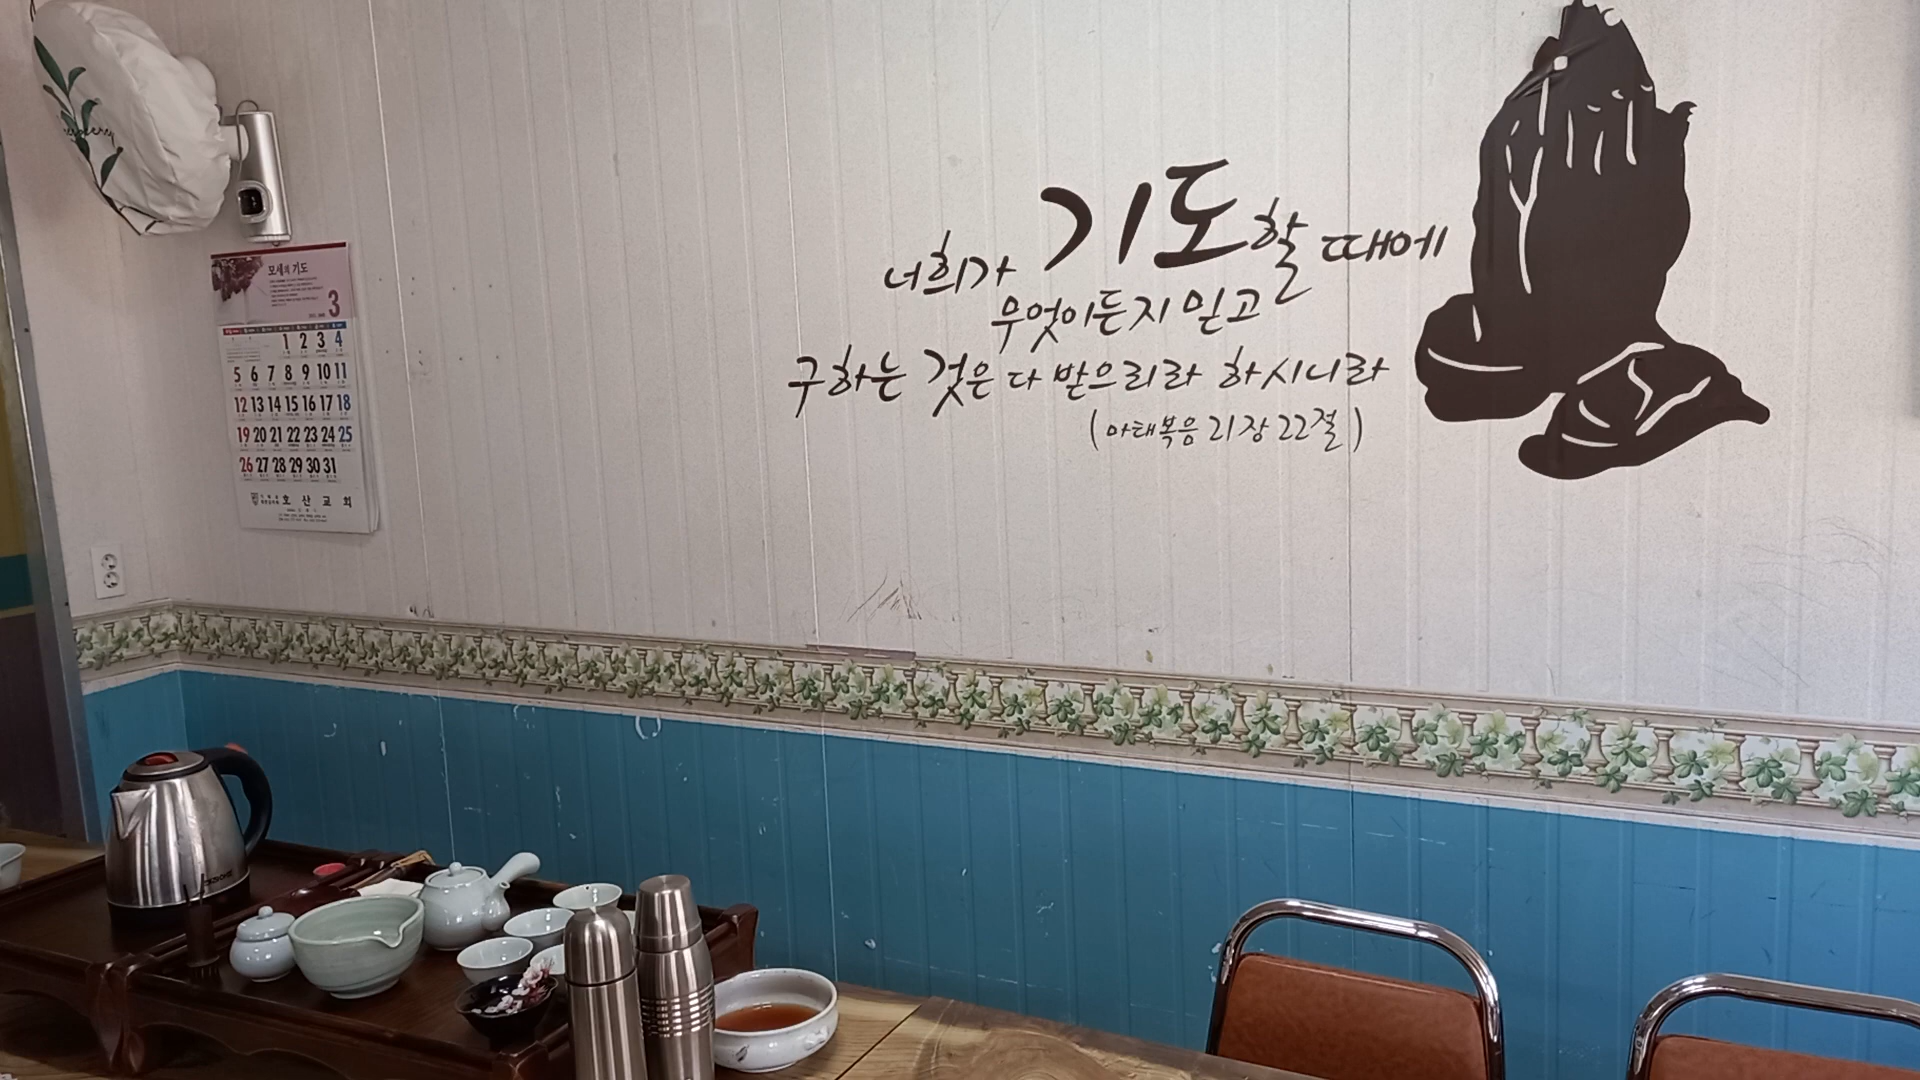 너희가 기도할 때에
무엇이든지 믿고
구하는 것은 다 받으리라 하시니라
(마태복음 21장 22절)
모세의 기도
3
1 2 3 4
5 6 7 8 9 10 11
12 13 14 15 16 17 18
19 20 21 22 23 24 25
26 27 28 29 30 31
호산교회